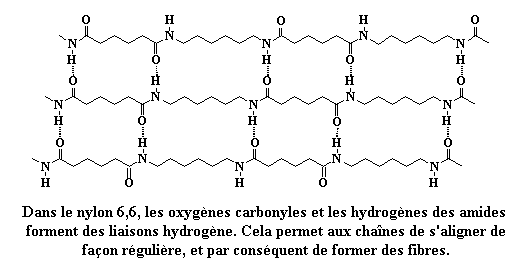 O H O H O
N N N N N
H O H O H
O H O H O
N N N N N
H O H O H
O H O H O
N N N N N
H O H O H
Dans le nylon 6,6, les oxygènes carbonyles et les hydrogènes des amides
forment des liaisons hydrogène. Cela permet aux chaînes de s'aligner de
façon régulière, et par conséquent de former des fibres.